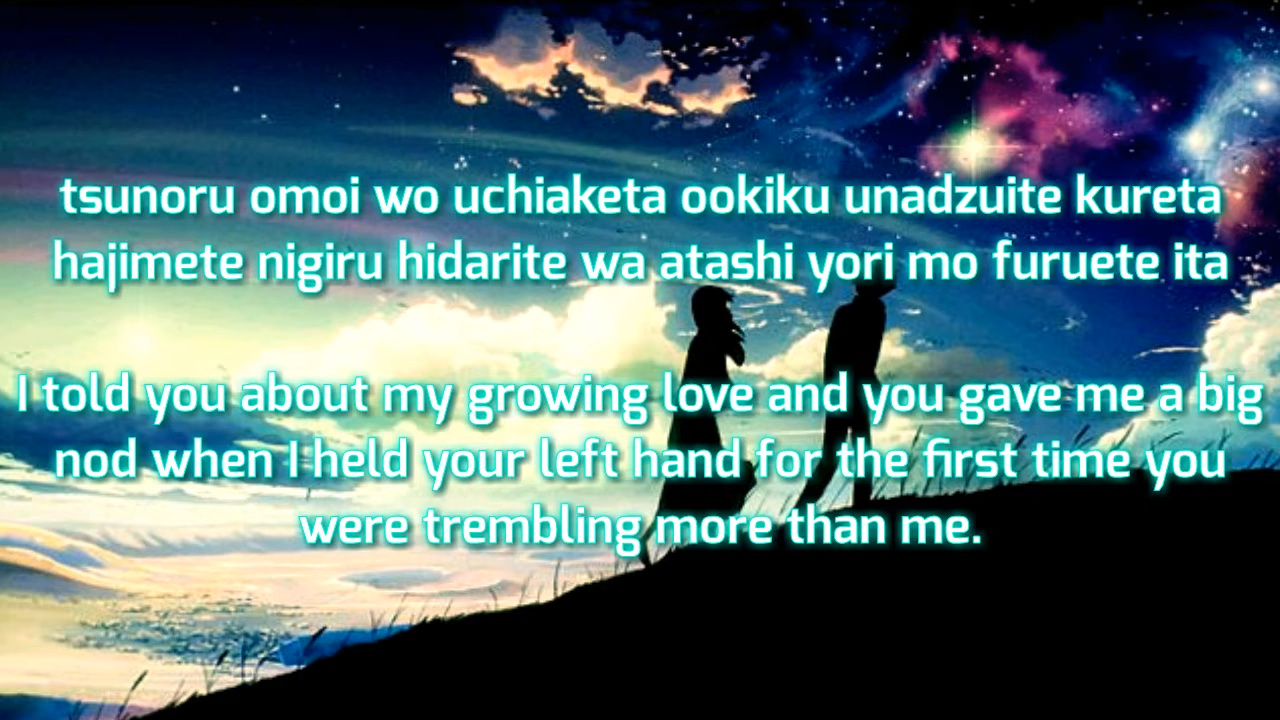 tsunoru omoi wo uchiaketa ookiku unadzuite kureta
hajimete nigiru hidarite wa atashi yori mo furuete ita
I told you about my growing love and you gave me a big
nod when I held your left hand for the first time you
were trembling more than me.